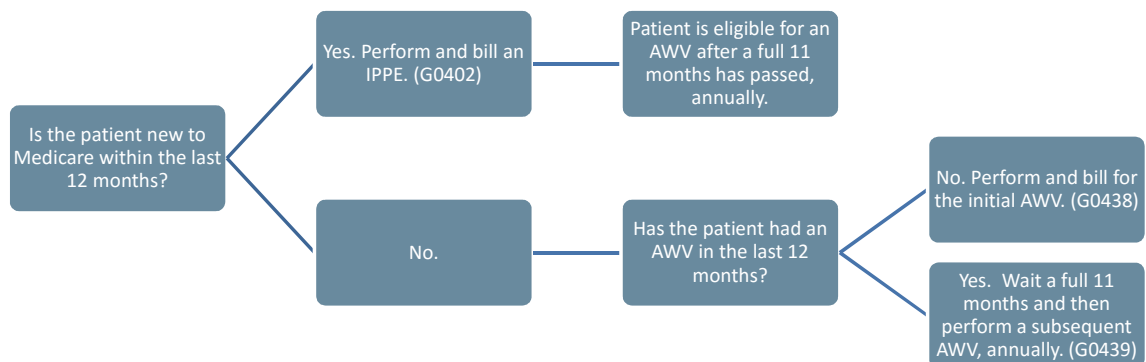 Is the patient new to
Medicare within the last
12 months?
Yes. Perform and bill an
IPPE. (G0402)
Patient is eligible for an
AWV after a full 11
months has passed,
annually.
No.
Has the patient had an
AWV in the last 12
months?
No. Perform and bill for
the initial AWV. (G0438)
Yes.  Wait a full 11
months and then
perform a subsequent
AWV, annually. (G0439)